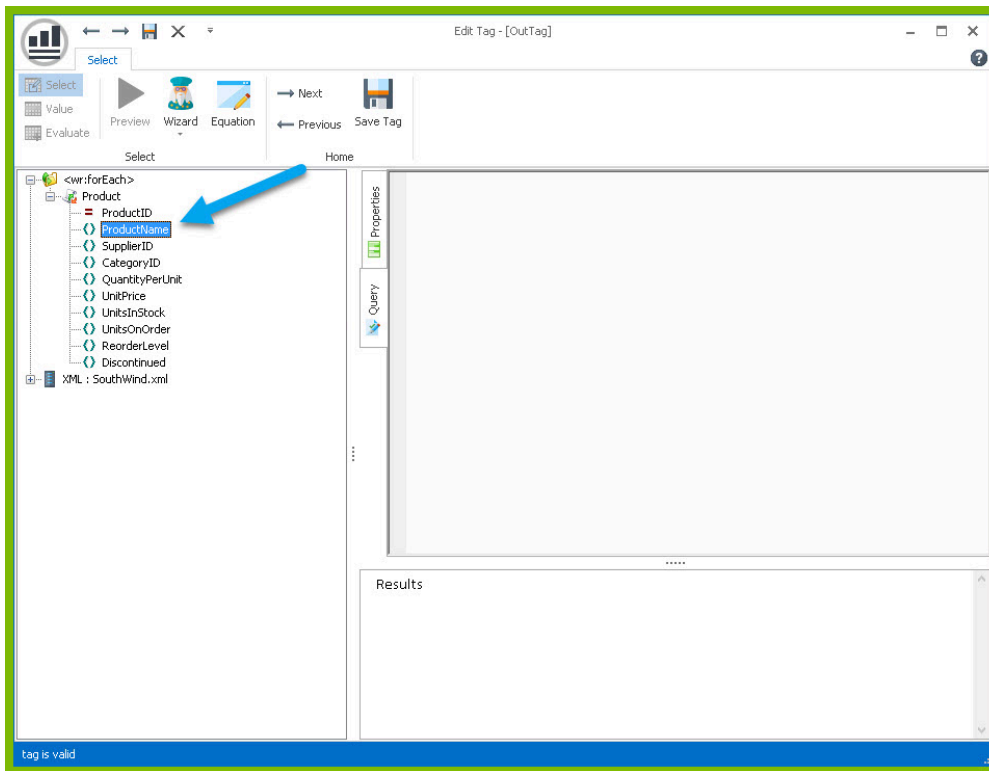 Edit Tag - [OutTag]
Select
Select
Value
Evaluate
Preview
Wizard
Equation
Next
Previous
Save Tag
Select
Home
<wr:forEach>
Product
ProductID
ProductName
SupplierID
CategoryID
QuantityPerUnit
UnitPrice
UnitsInStock
UnitsOnOrder
ReorderLevel
Discontinued
XML : SouthWind.xml
Properties
Query
Results
tag is valid